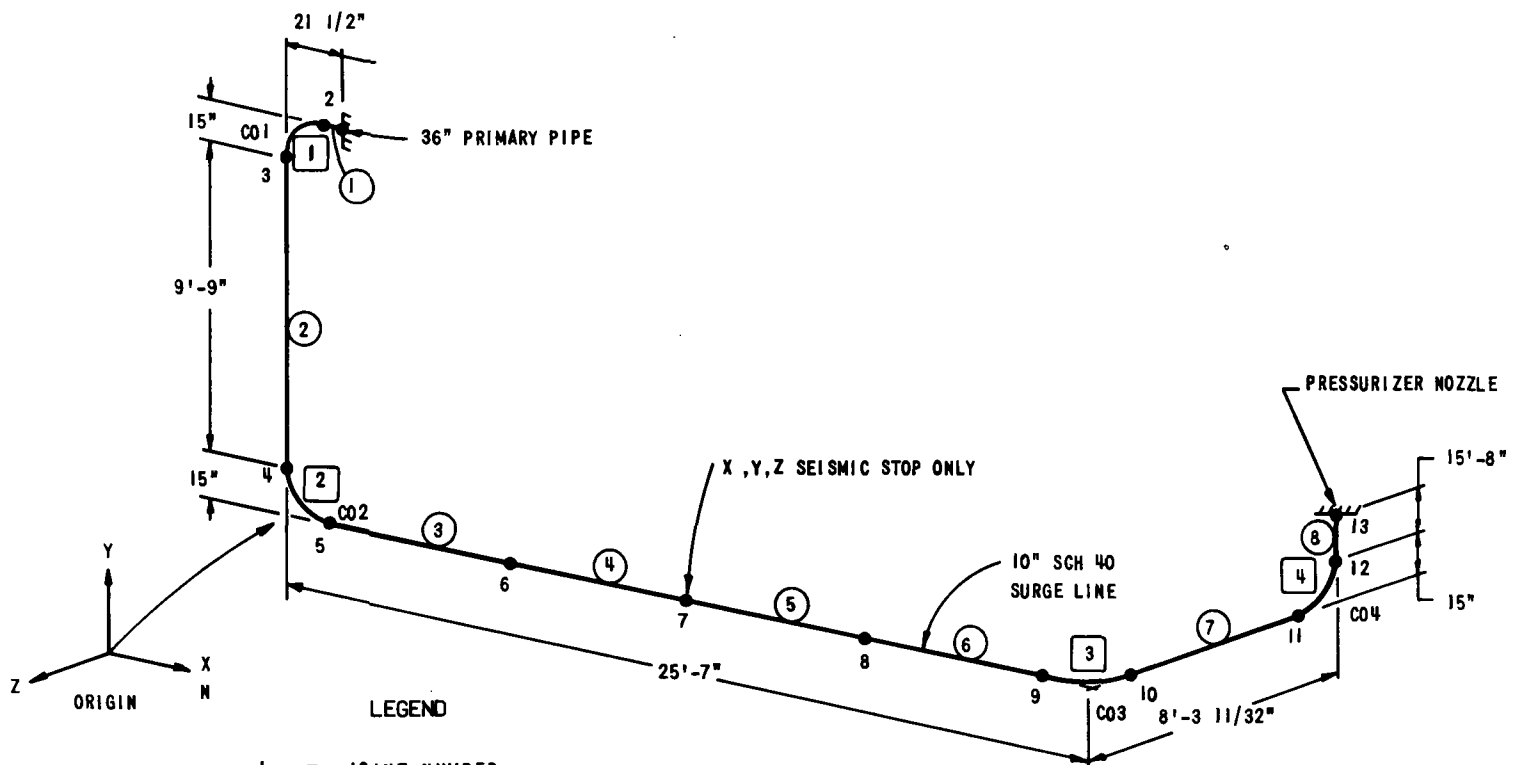 21 1/2"
2
15"
C01
1
36" PRIMARY PIPE
3
1
9'-9"
2
PRESSURIZER NOZZLE
15'-8"
4
X ,Y,Z SEISMIC STOP ONLY
15"
2
C02
13
3
8
5
12
Y
10" SCH 40
SURGE LINE
4
4
6
15"
5
C04
11
7
7
6
3
8
25'-7"
X
N
Z
9
10
ORIGIN
C03
8'-3 11/32"
LEGEND